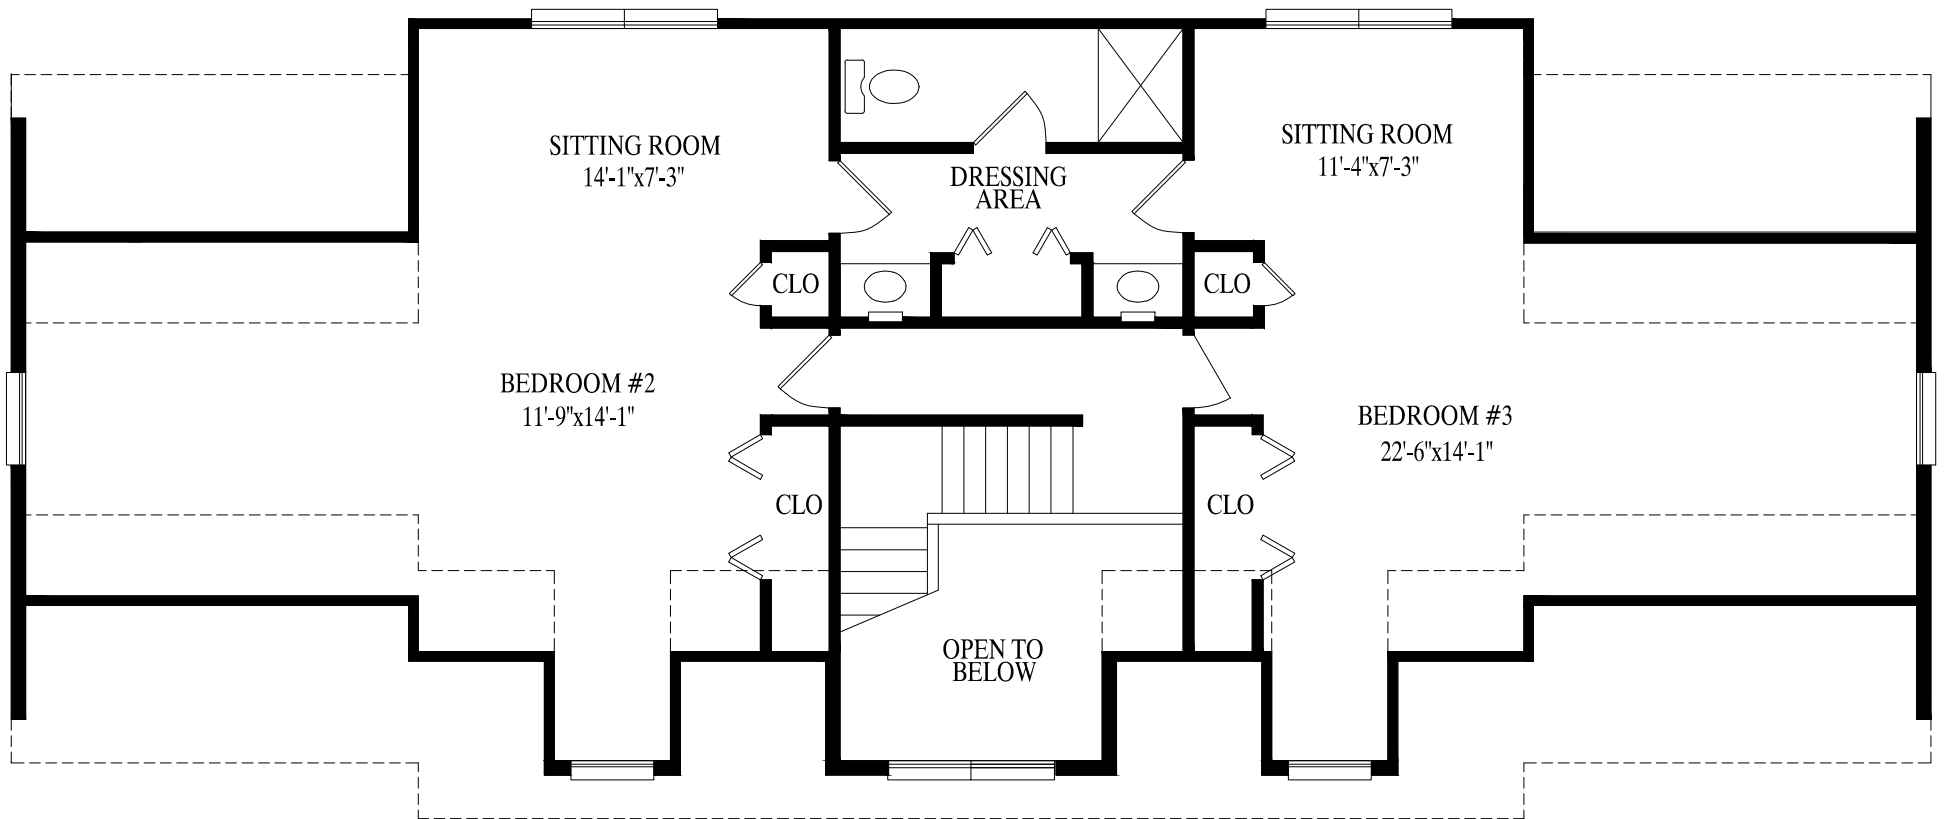 SITTING ROOM
14'-1"x7'-3"
SITTING ROOM
11'-4"x7'-3"
DRESSING
AREA
CLO
CLO
BEDROOM #2
11'-9"x14'-1"
BEDROOM #3
22'-6"x14'-1"
CLO
CLO
OPEN TO
BELOW